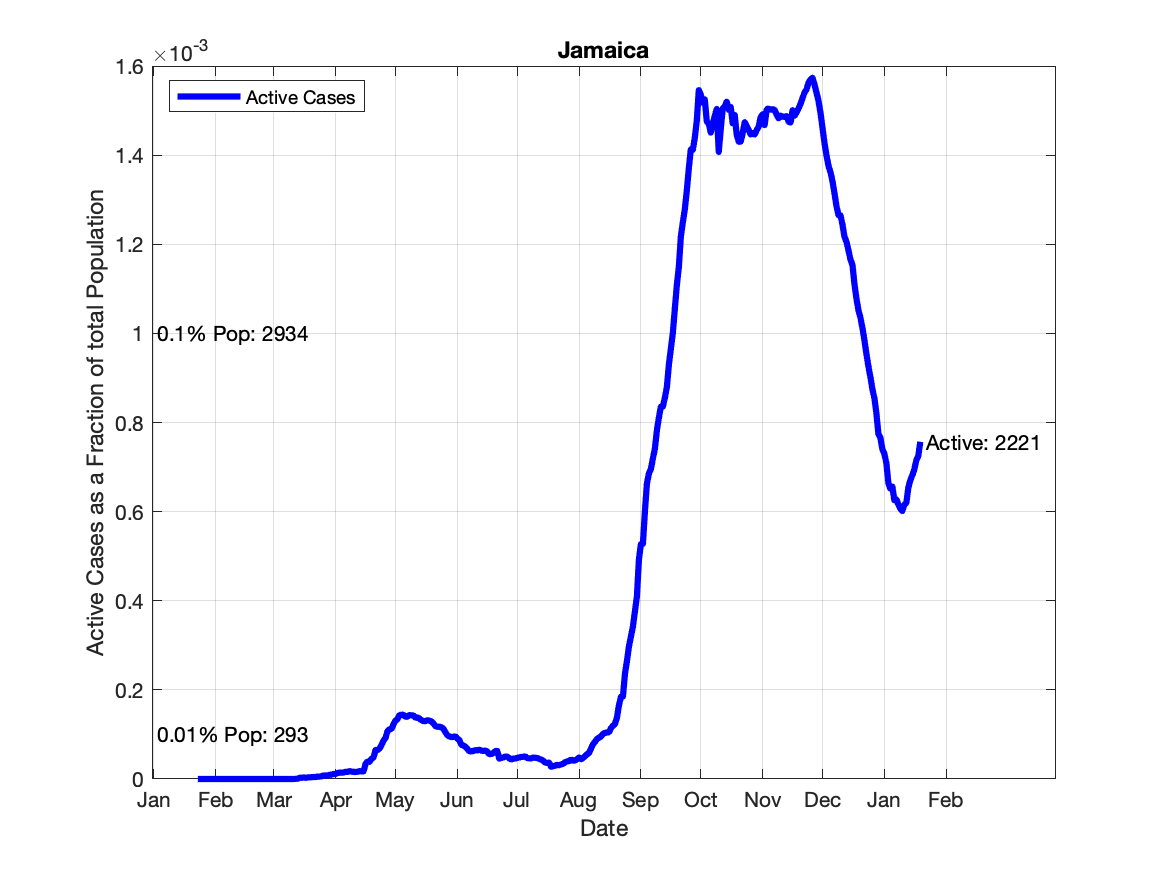 Jamaica
×10-3
1.6
Active Cases
1.4
1.2
1
0.1% Pop: 2934
0.8
Active: 2221
0.6
0.4
0.2
0.01% Pop: 293
0
Active Cases as a Fraction of total Population
Jan Feb Mar Apr May Jun Jul Aug Sep Oct Nov Dec Jan Feb
Date